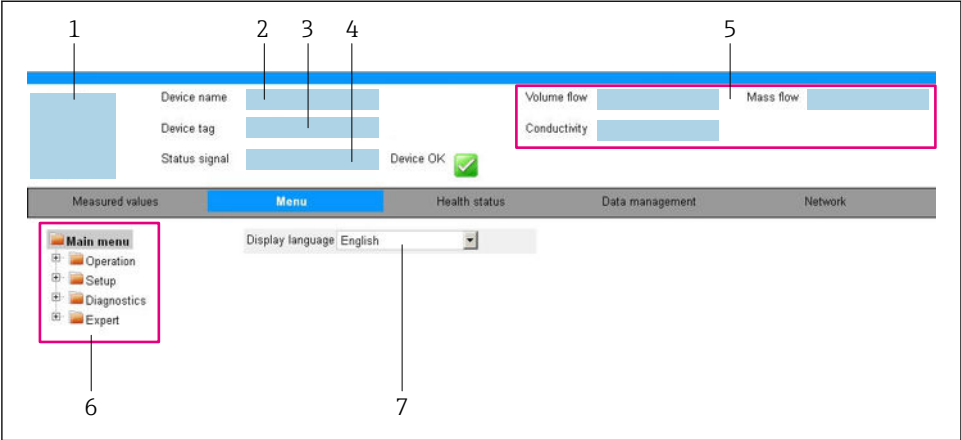 1 2 3 4 5
Device name Volume flow Mass flow
Device tag Conductivity
Status signal Device OK
Measured values Menu Health status Data management Network
Main menu Display language English
Operation
Setup
Diagnostics
Expert
6 7